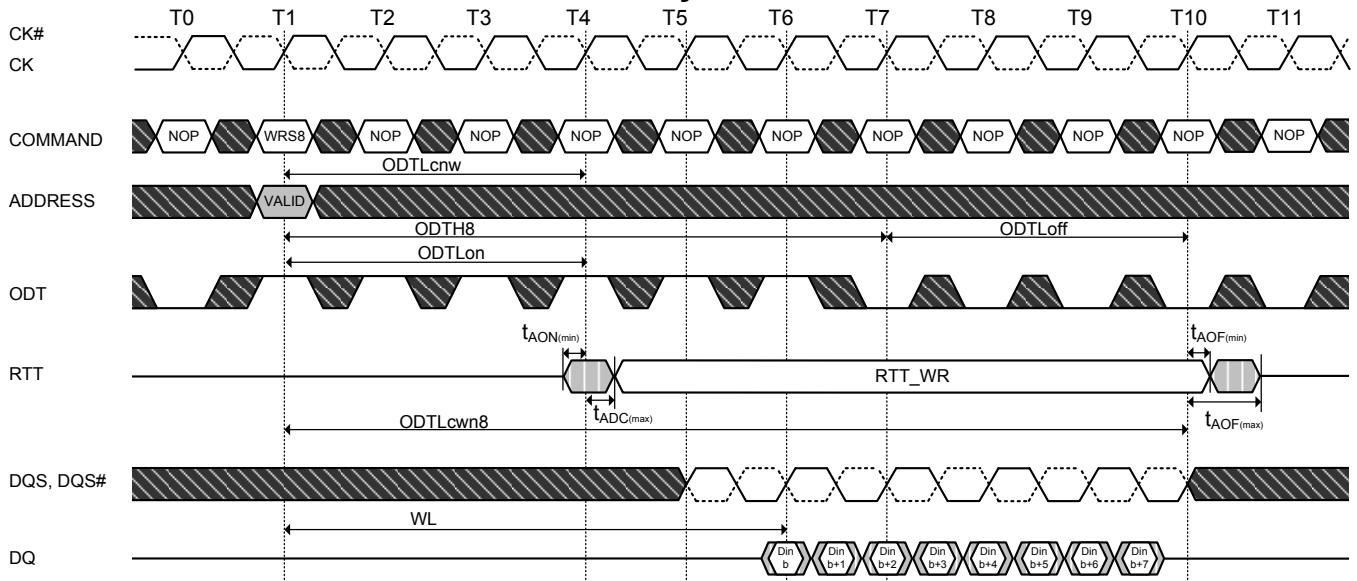 T0 T1 T2 T3 T4 T5 T6 T7 T8 T9 T10 T11
CK#
CK
COMMAND NOP WRS8 NOP NOP NOP NOP NOP NOP NOP NOP NOP NOP
ODTLcnw
ADDRESS VALID
ODTH8 ODTLoff
ODTLon
ODT
tAON(min) tAOF(min)
RTT RTT_WR
tADC(max) tAOF(max)
ODTLcwn8
DQS, DQS#
WL
DQ Din b Din b+1 Din b+2 Din b+3 Din b+4 Din b+5 Din b+6 Din b+7